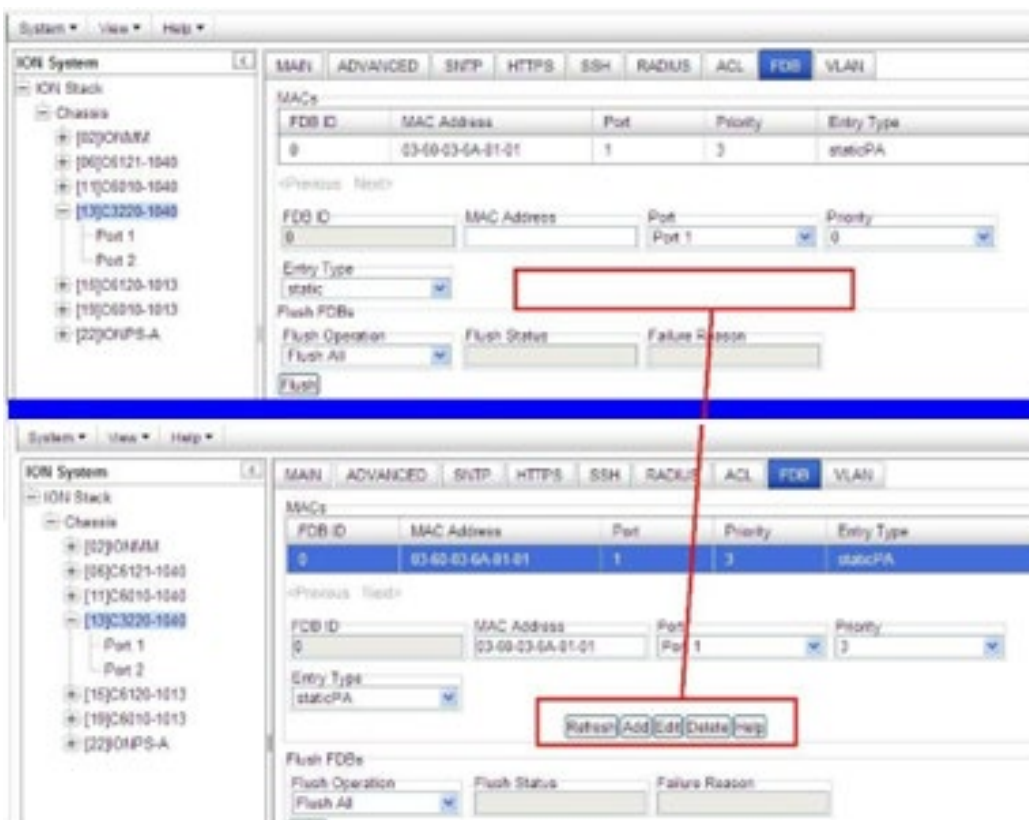 System View Help
ION System
ION Stack
Chassis
[02]IONMM
[06]C6121-1040
[11]C6010-1040
[13]C3220-1040
Port 1
Port 2
[15]C6120-1013
[19]C6010-1013
[22]IONPS-A
MAIN ADVANCED SNTP HTTPS SSH RADIUS ACL FDB VLAN
MACs
FDB ID MAC Address Port Priority Entry Type
0 03-60-03-6A-01-01 1 3 staticPA
<Previous Next>
FDB ID MAC Address Port Priority
0 Port 1 0
Entry Type
static
Flush FDBs
Flush Operation Flush Status Failure Reason
Flush All
Flush
System View Help
ION System
ION Stack
Chassis
[02]IONMM
[06]C6121-1040
[11]C6010-1040
[13]C3220-1040
Port 1
Port 2
[15]C6120-1013
[19]C6010-1013
[22]IONPS-A
MAIN ADVANCED SNTP HTTPS SSH RADIUS ACL FDB VLAN
MACs
FDB ID MAC Address Port Priority Entry Type
0 03-60-03-6A-01-01 1 3 staticPA
<Previous Next>
FDB ID MAC Address Port Priority
0 03-60-03-6A-01-01 Port 1 3
Entry Type
staticPA
Refresh Add Edit Delete Help
Flush FDBs
Flush Operation Flush Status Failure Reason
Flush All